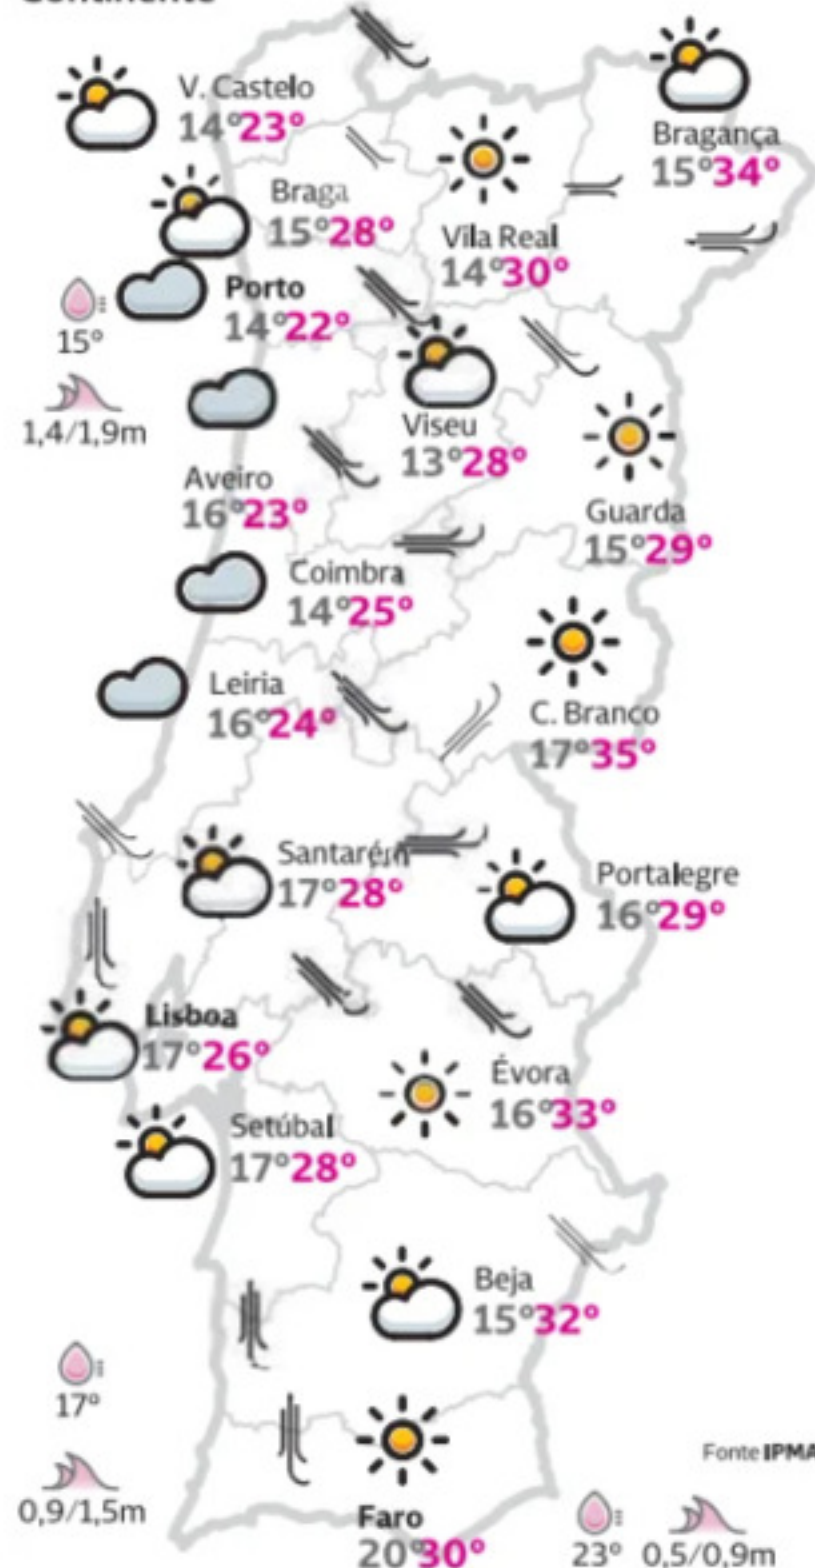 Continente
V. Castelo
14° 23°
Bragança
15° 34°
Braga
15° 28°
Vila Real
14° 30°
Porto
14° 22°
15°
1,4/1,9m
Viseu
13° 28°
Aveiro
16° 23°
Guarda
15° 29°
Coimbra
14° 25°
Leiria
16° 24°
C. Branco
17° 35°
Santarém
17° 28°
Portalegre
16° 29°
Lisboa
17° 26°
Évora
16° 33°
Setúbal
17° 28°
Beja
15° 32°
17°
0,9/1,5m
Fonte IPMA
Faro
20° 30°
23° 0,5/0,9m